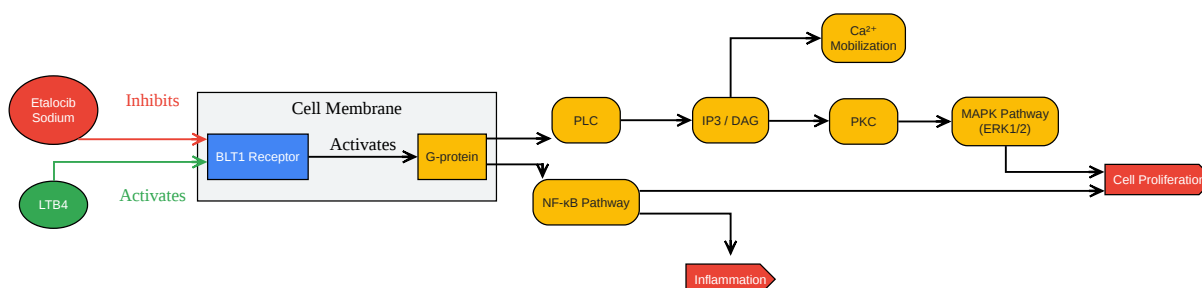 Ca²⁺
Mobilization
Etalocib
Sodium
Inhibits
Cell Membrane
PLC
IP3 / DAG
PKC
MAPK Pathway
(ERK1/2)
BLT1 Receptor
Activates
G-protein
LTB4
Activates
NF-κB Pathway
Cell Proliferation
Inflammation